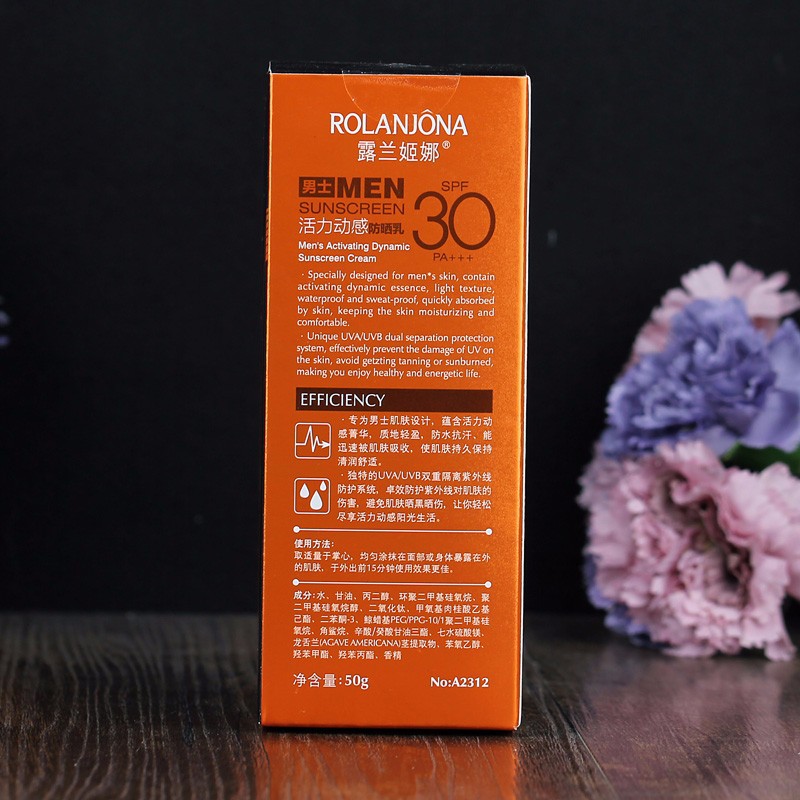 ROLANJÔNA
露兰姬娜®
男士MEN
SUNSCREEN
活力动感防晒乳
SPF
30
PA+++
Men's Activating Dynamic
Sunscreen Cream
· Specially designed for men*s skin, contain
activating dynamic essence, light texture,
waterproof and sweat-proof, quickly absorbed
by skin, keeping the skin moisturizing and
comfortable.
· Unique UVA/UVB dual separation protection
system, effectively prevent the damage of UV on
the skin, avoid getzting tanning or sunburned,
making you enjoy healthy and energetic life.
EFFICIENCY
· 专为男士肌肤设计，蕴含活力动
感菁华，质地轻盈，防水抗汗、能
迅速被肌肤吸收，使肌肤持久保持
清润舒适。
· 独特的UVA/UVB双重隔离紫外线
防护系统，卓效防护紫外线对肌肤的
伤害，避免肌肤晒黑晒伤，让你轻松
尽享活力动感阳光生活。
使用方法：
取适量于掌心，均匀涂抹在面部或身体暴露在外
的肌肤，于外出前15分钟使用效果更佳。
成分：水、甘油、丙二醇、环聚二甲基硅氧烷、聚
二甲基硅氧烷醇、二氧化钛、甲氧基肉桂酸乙基
己酯、二苯酮-3、鲸蜡基PEG/PPG-10/1聚二甲基硅
氧烷、角鲨烷、辛酸/癸酸甘油三酯、七水硫酸镁、
龙舌兰(AGAVE AMERICANA)茎提取物、苯氧乙醇、
羟苯甲酯、羟苯丙酯、香精
净含量：50g
No:A2312